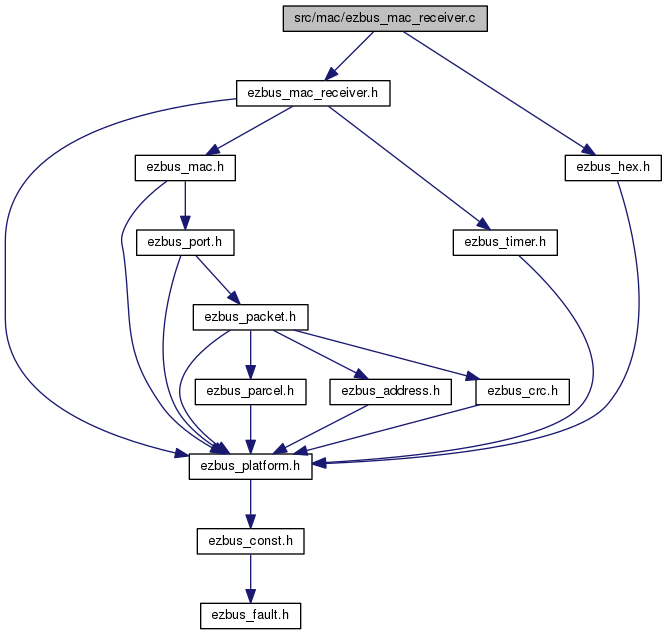 src/mac/ezbus_mac_receiver.c
ezbus_mac_receiver.h
ezbus_mac.h
ezbus_hex.h
ezbus_port.h
ezbus_timer.h
ezbus_packet.h
ezbus_parcel.h
ezbus_address.h
ezbus_crc.h
ezbus_platform.h
ezbus_const.h
ezbus_fault.h